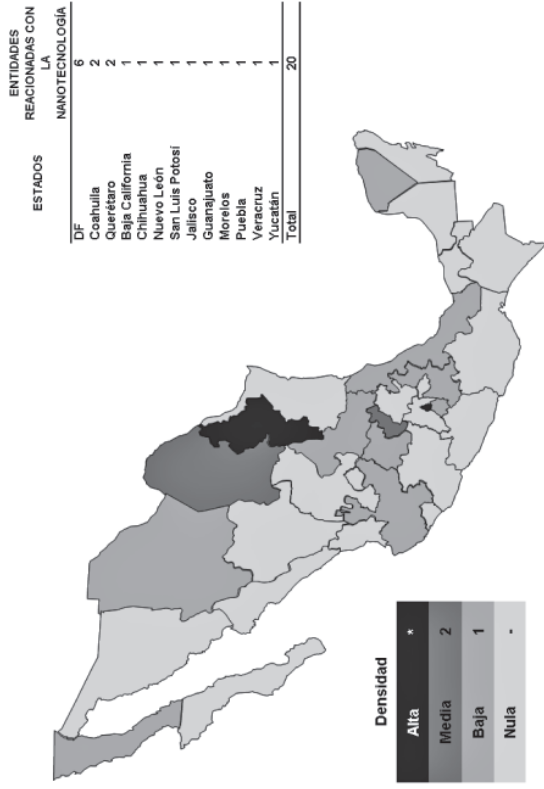 ESTADOS
ENTIDADES
REACIONADAS CON
LA
NANOTECNOLOGÍA
DF 6
Coahuila 2
Querétaro 2
Baja California 1
Chihuahua 1
Nuevo León 1
San Luis Potosí 1
Jalisco 1
Guanajuato 1
Morelos 1
Puebla 1
Veracruz 1
Yucatán 1
Total 20
Densidad
Alta *
Media 2
Baja 1
Nula -